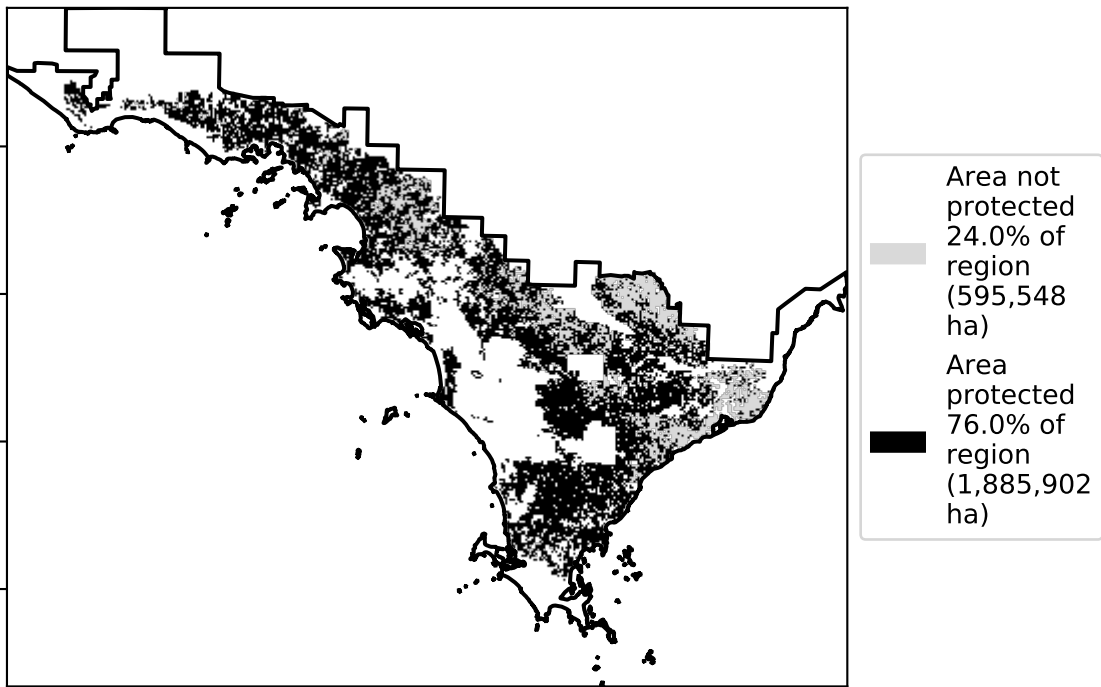 Area not
protected
24.0% of
region
(595,548
ha)
Area
protected
76.0% of
region
(1,885,902
ha)